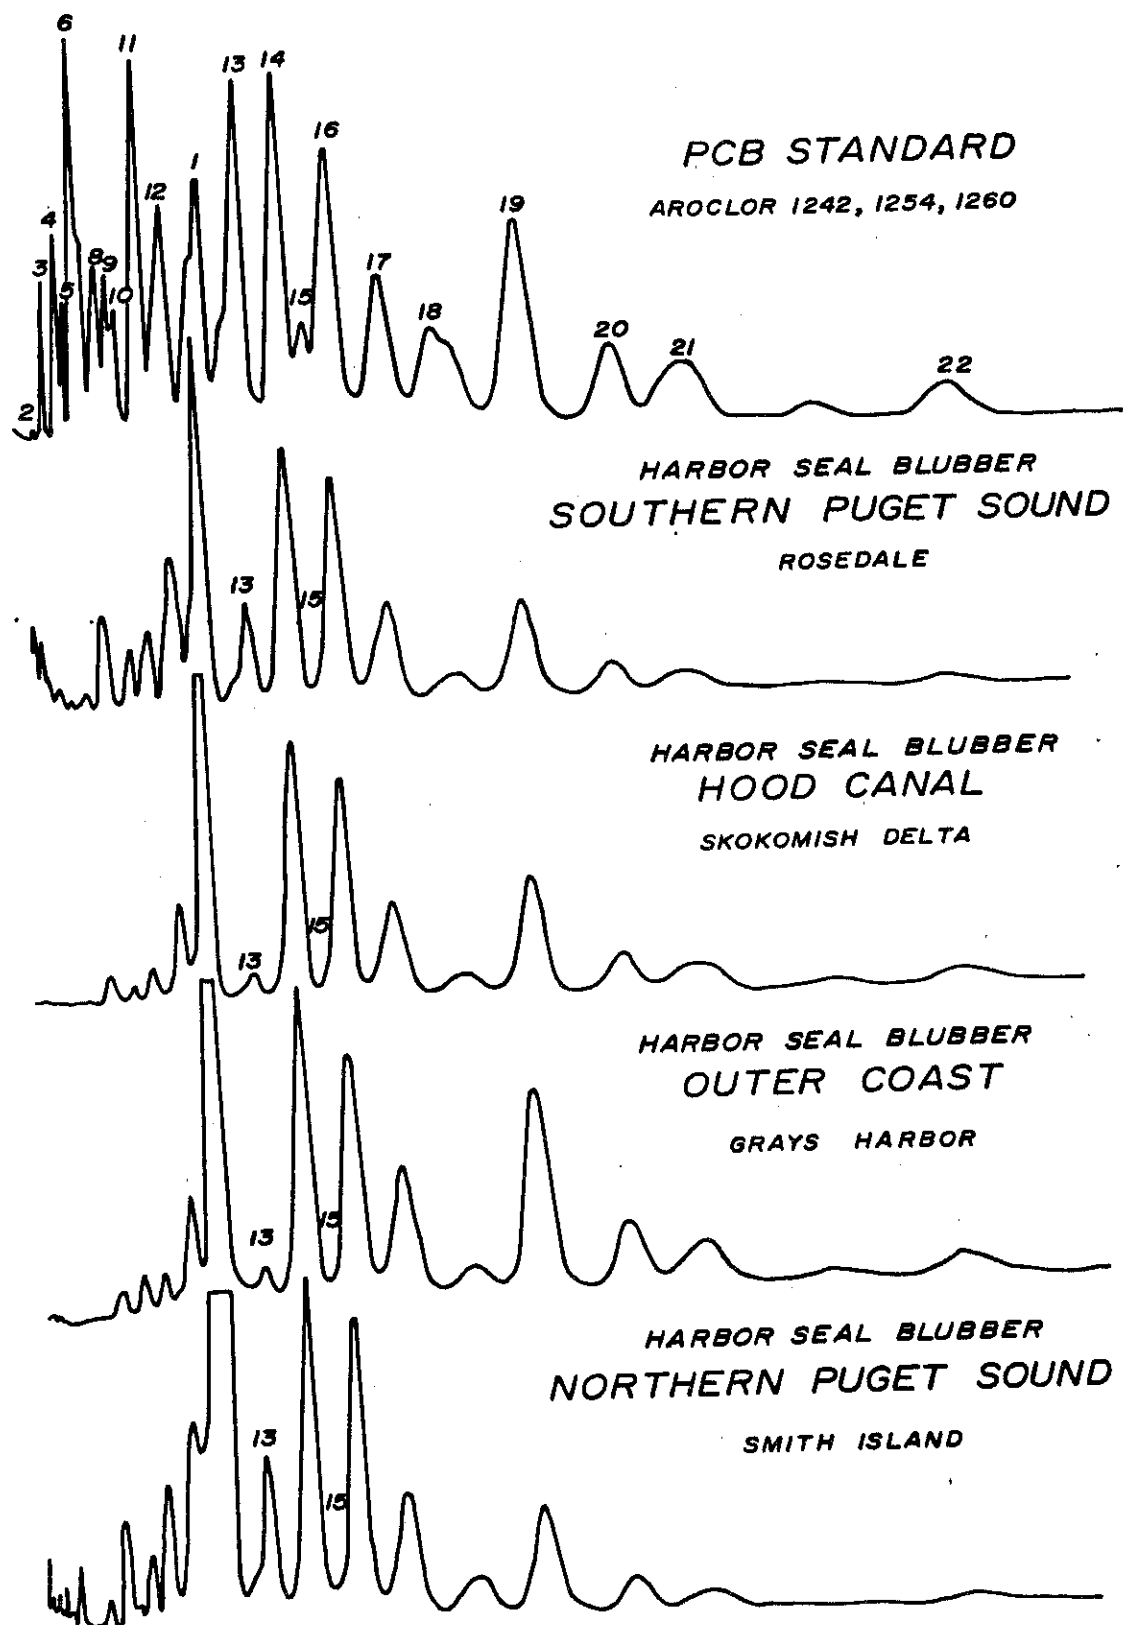 6
11
13 14
16
1
12
PCB STANDARD
AROCLOR 1242, 1254, 1260
4
19
3 5 8 9 10
17
15
18
20
21
22
2
HARBOR SEAL BLUBBER
SOUTHERN PUGET SOUND
ROSEDALE
13
15
HARBOR SEAL BLUBBER
HOOD CANAL
SKOKOMISH DELTA
15
13
HARBOR SEAL BLUBBER
OUTER COAST
GRAYS HARBOR
15
13
HARBOR SEAL BLUBBER
NORTHERN PUGET SOUND
SMITH ISLAND
13
15